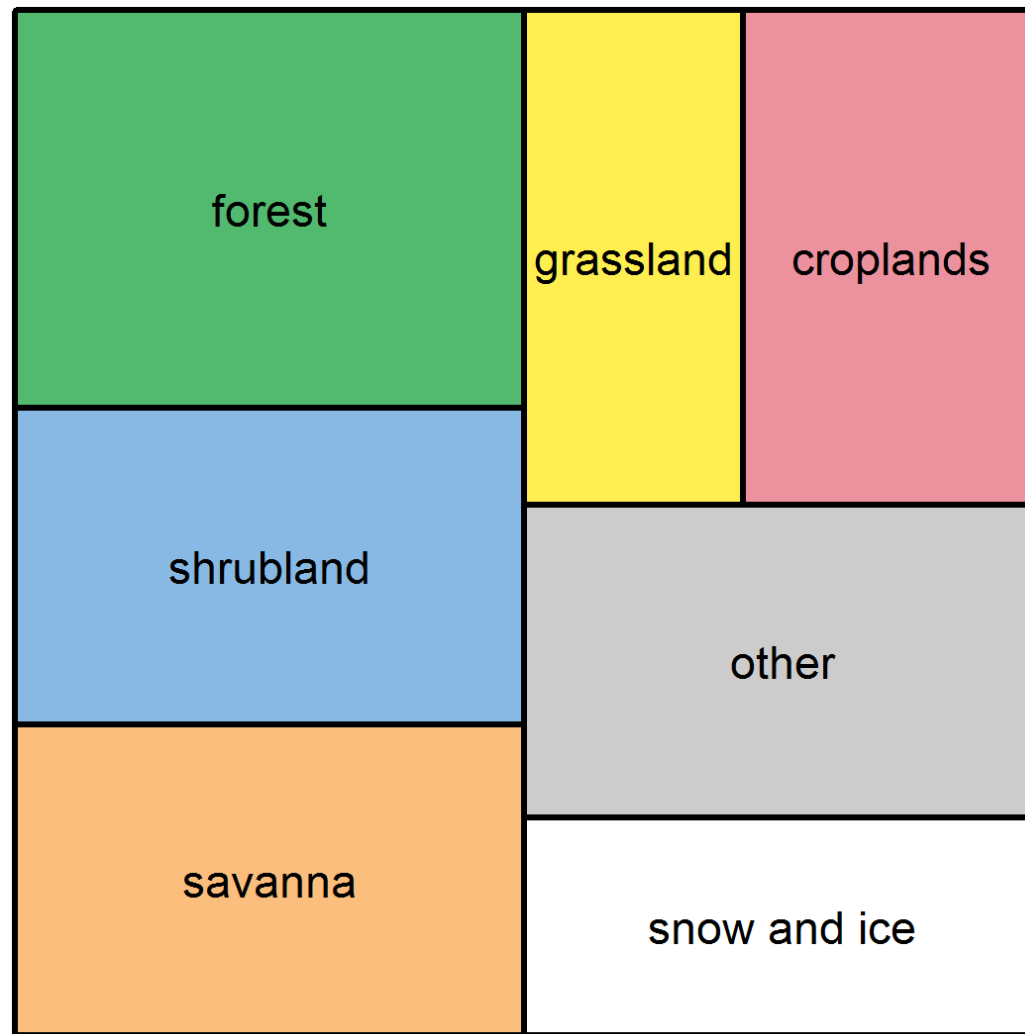 forest
grassland
croplands
shrubland
other
savanna
snow and ice